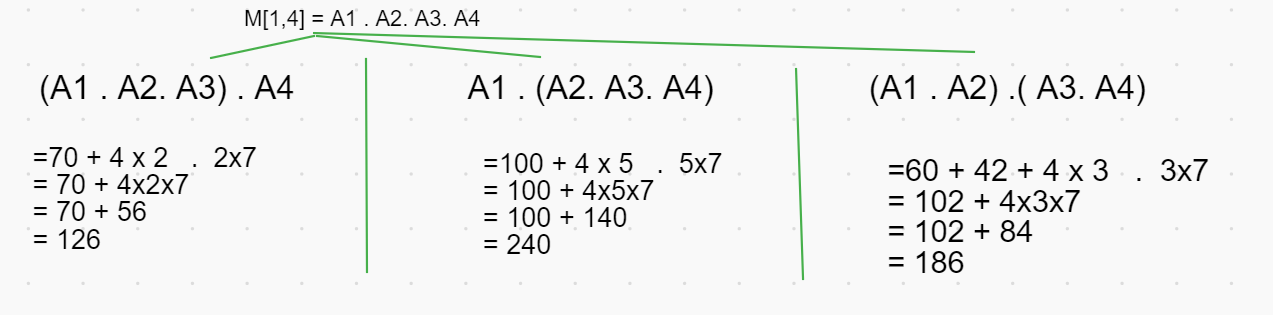 M[1,4] = A1 . A2. A3. A4
(A1 . A2. A3) . A4
=70 + 4 x 2 . 2x7
= 70 + 4x2x7
= 70 + 56
= 126
A1 . (A2. A3. A4)
=100 + 4 x 5 . 5x7
= 100 + 4x5x7
= 100 + 140
= 240
(A1 . A2) .( A3. A4)
=60 + 42 + 4 x 3 . 3x7
= 102 + 4x3x7
= 102 + 84
= 186